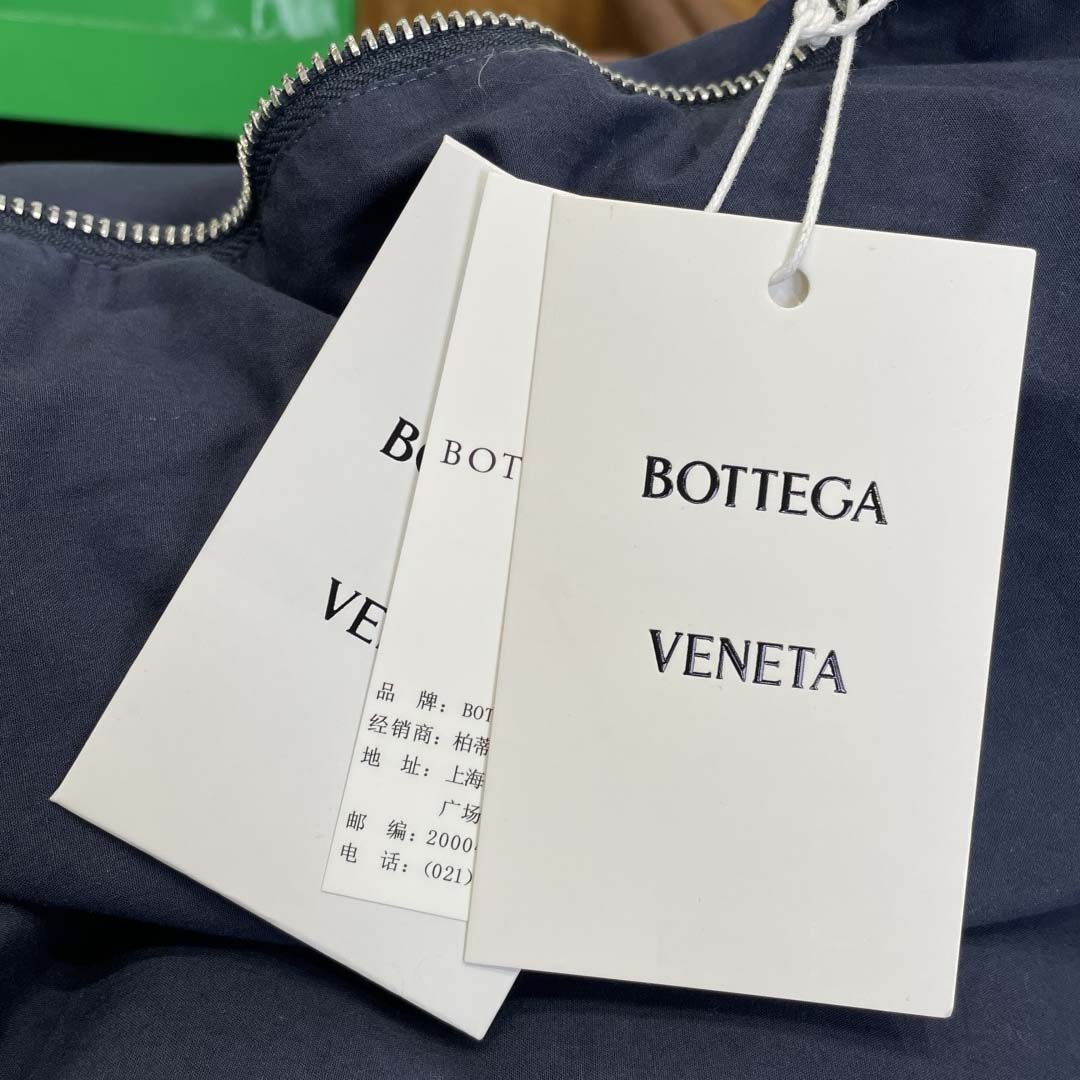 BO
VE
BOT
品 牌: BOT
经销商: 柏蒂
地 址: 上海
广场
邮 编: 2000
电 话: (021)
BOTTEGA
VENETA